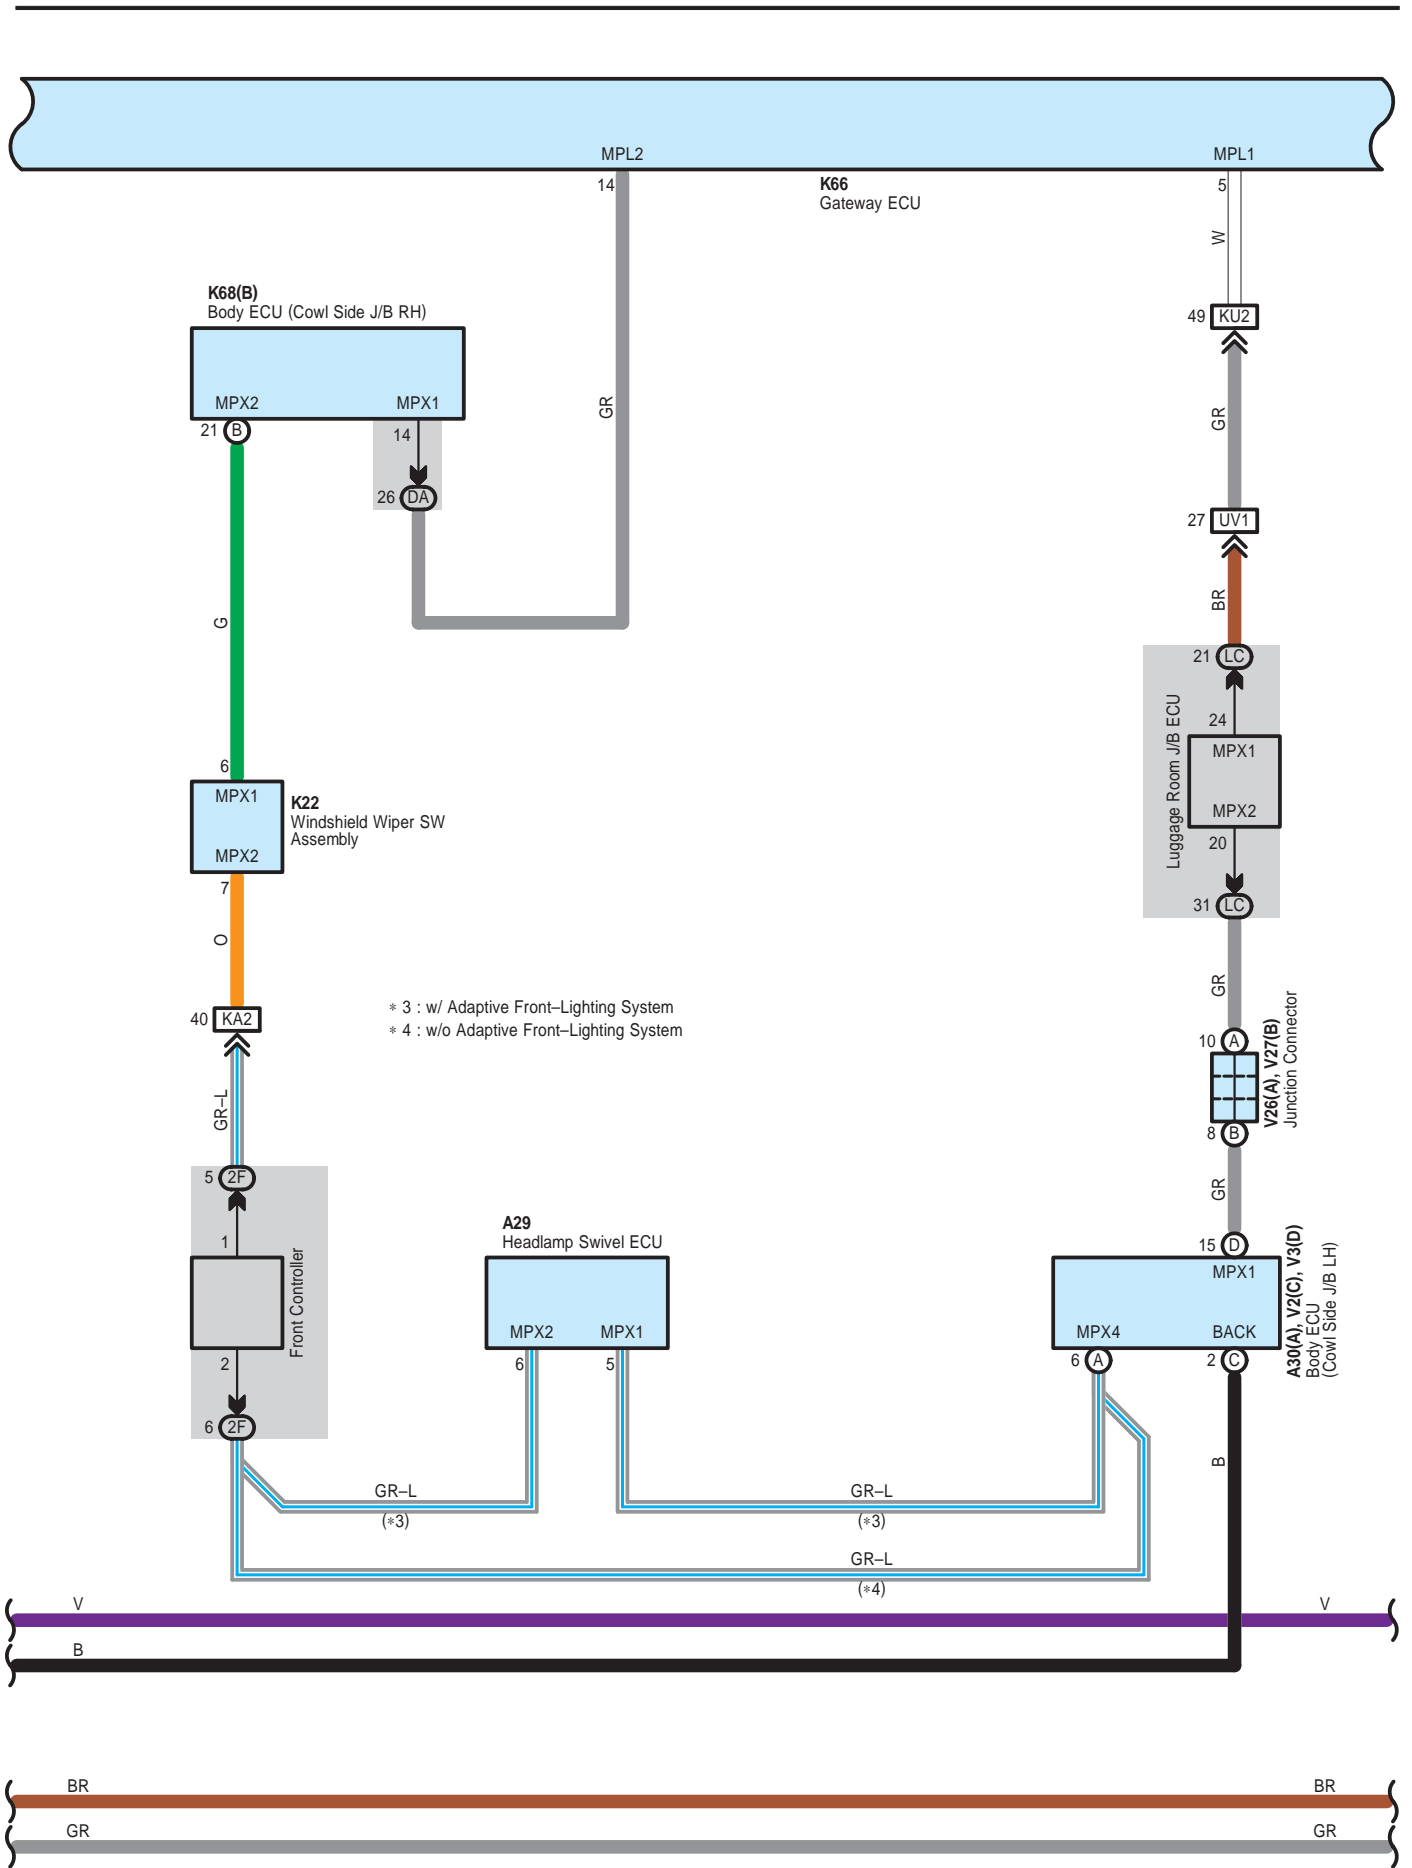 MPL2
MPL1
14
K66
Gateway ECU
5
W
K68(B)
Body ECU (Cowl Side J/B RH)
49 KU2
MPX2
MPX1
GR
GR
21 B
14
26 DA
27 UV1
BR
G
21 LC
24
Luggage Room J/B ECU
MPX1
MPX2
20
31 LC
6
MPX1
MPX2
K22
Windshield Wiper SW
Assembly
7
O
GR
40 KA2
∗ 3 : w/ Adaptive Front–Lighting System
∗ 4 : w/o Adaptive Front–Lighting System
10 A
V26(A), V27(B)
Junction Connector
8 B
GR–L
GR
5 2F
1
Front Controller
2
6 2F
A29
Headlamp Swivel ECU
MPX2
MPX1
6
5
15 D
MPX1
MPX4
BACK
A30(A), V2(C), V3(D)
Body ECU
(Cowl Side J/B LH)
6 A
2 C
B
GR–L
(∗3)
GR–L
(∗3)
GR–L
(∗4)
V
V
B
BR
BR
GR
GR